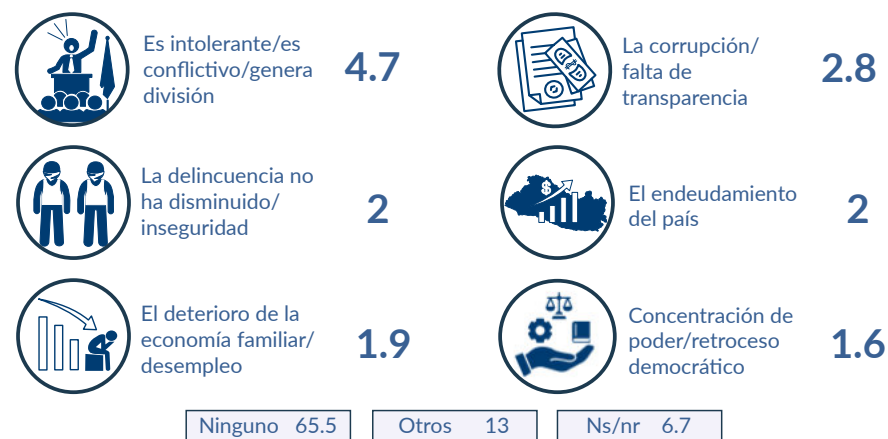 Es intolerante/es
conflictivo/genera
división
4.7
La corrupción/
falta de
transparencia
2.8
La delincuencia no
ha disminuido/
inseguridad
2
El endeudamiento
del país
2
El deterioro de la
economía familiar/
desempleo
1.9
Concentración de
poder/retroceso
democrático
1.6
Ninguno 65.5
Otros 13
Ns/nr 6.7